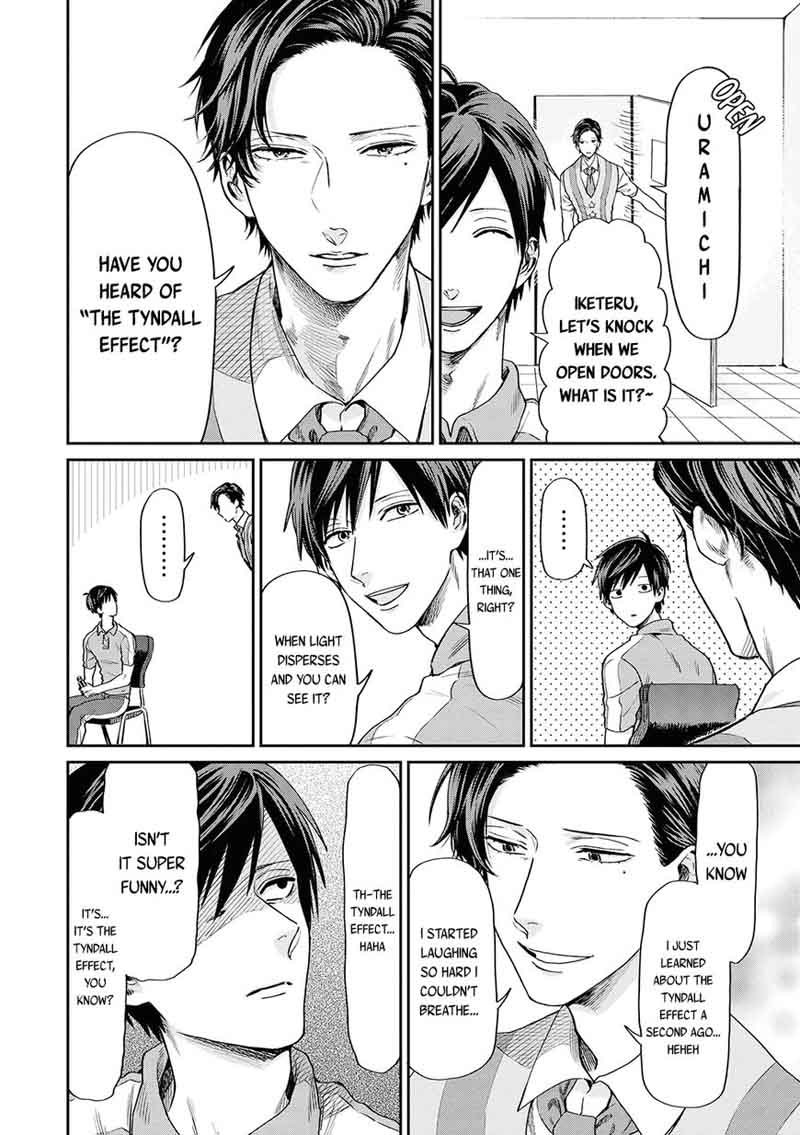 OPEN
URAMICHI
IKETERU,
LET'S KNOCK
WHEN WE
OPEN DOORS.
WHAT IS IT?~
HAVE YOU
HEARD OF
"THE TYNDALL
EFFECT"?
........
...IT'S...
THAT ONE
THING,
RIGHT?
WHEN LIGHT
DISPERSES
AND YOU CAN
SEE IT?
........
...YOU
KNOW
I JUST
LEARNED
ABOUT THE
TYNDALL
EFFECT A
SECOND AGO...
HEHEH
I STARTED
LAUGHING
SO HARD I
COULDN'T
BREATHE...
TH-THE
TYNDALL
EFFECT...
HAHA
ISN'T
IT SUPER
FUNNY...?
IT'S...
IT'S THE
TYNDALL
EFFECT,
YOU
KNOW?